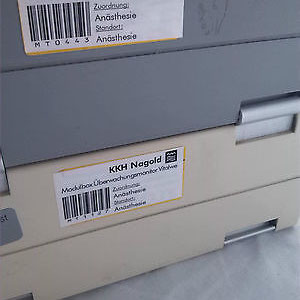 Zuordnung:
Anästhesie
Standort:
Anästhesie
MT0443
KKH Nagold
Modulbox Überwachungsmonitor Vitalwe
Zuordnung:
Anästhesie
Standort:
Anästhesie